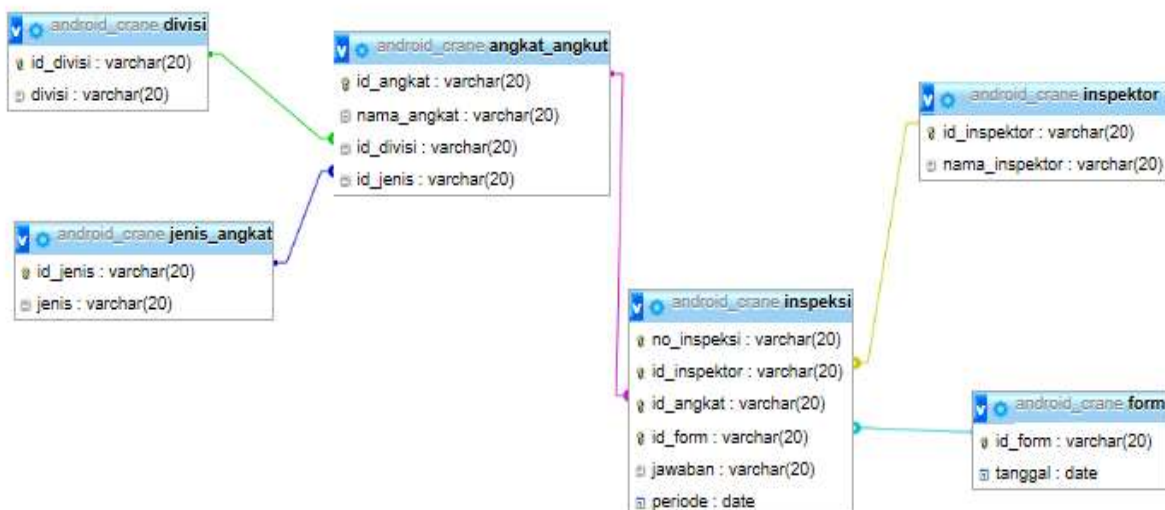 android_crane divisi
id_divisi : varchar(20)
divisi : varchar(20)
android_crane angkat_angkut
id_angkat : varchar(20)
nama_angkat : varchar(20)
id_divisi : varchar(20)
id_jenis : varchar(20)
android_crane inspektor
id_inspektor : varchar(20)
nama_inspektor : varchar(20)
android_crane jenis_angkat
id_jenis : varchar(20)
jenis : varchar(20)
android_crane inspeksi
no_inspeksi : varchar(20)
id_inspektor : varchar(20)
id_angkat : varchar(20)
id_form : varchar(20)
jawaban : varchar(20)
periode : date
android_crane form
id_form : varchar(20)
tanggal : date